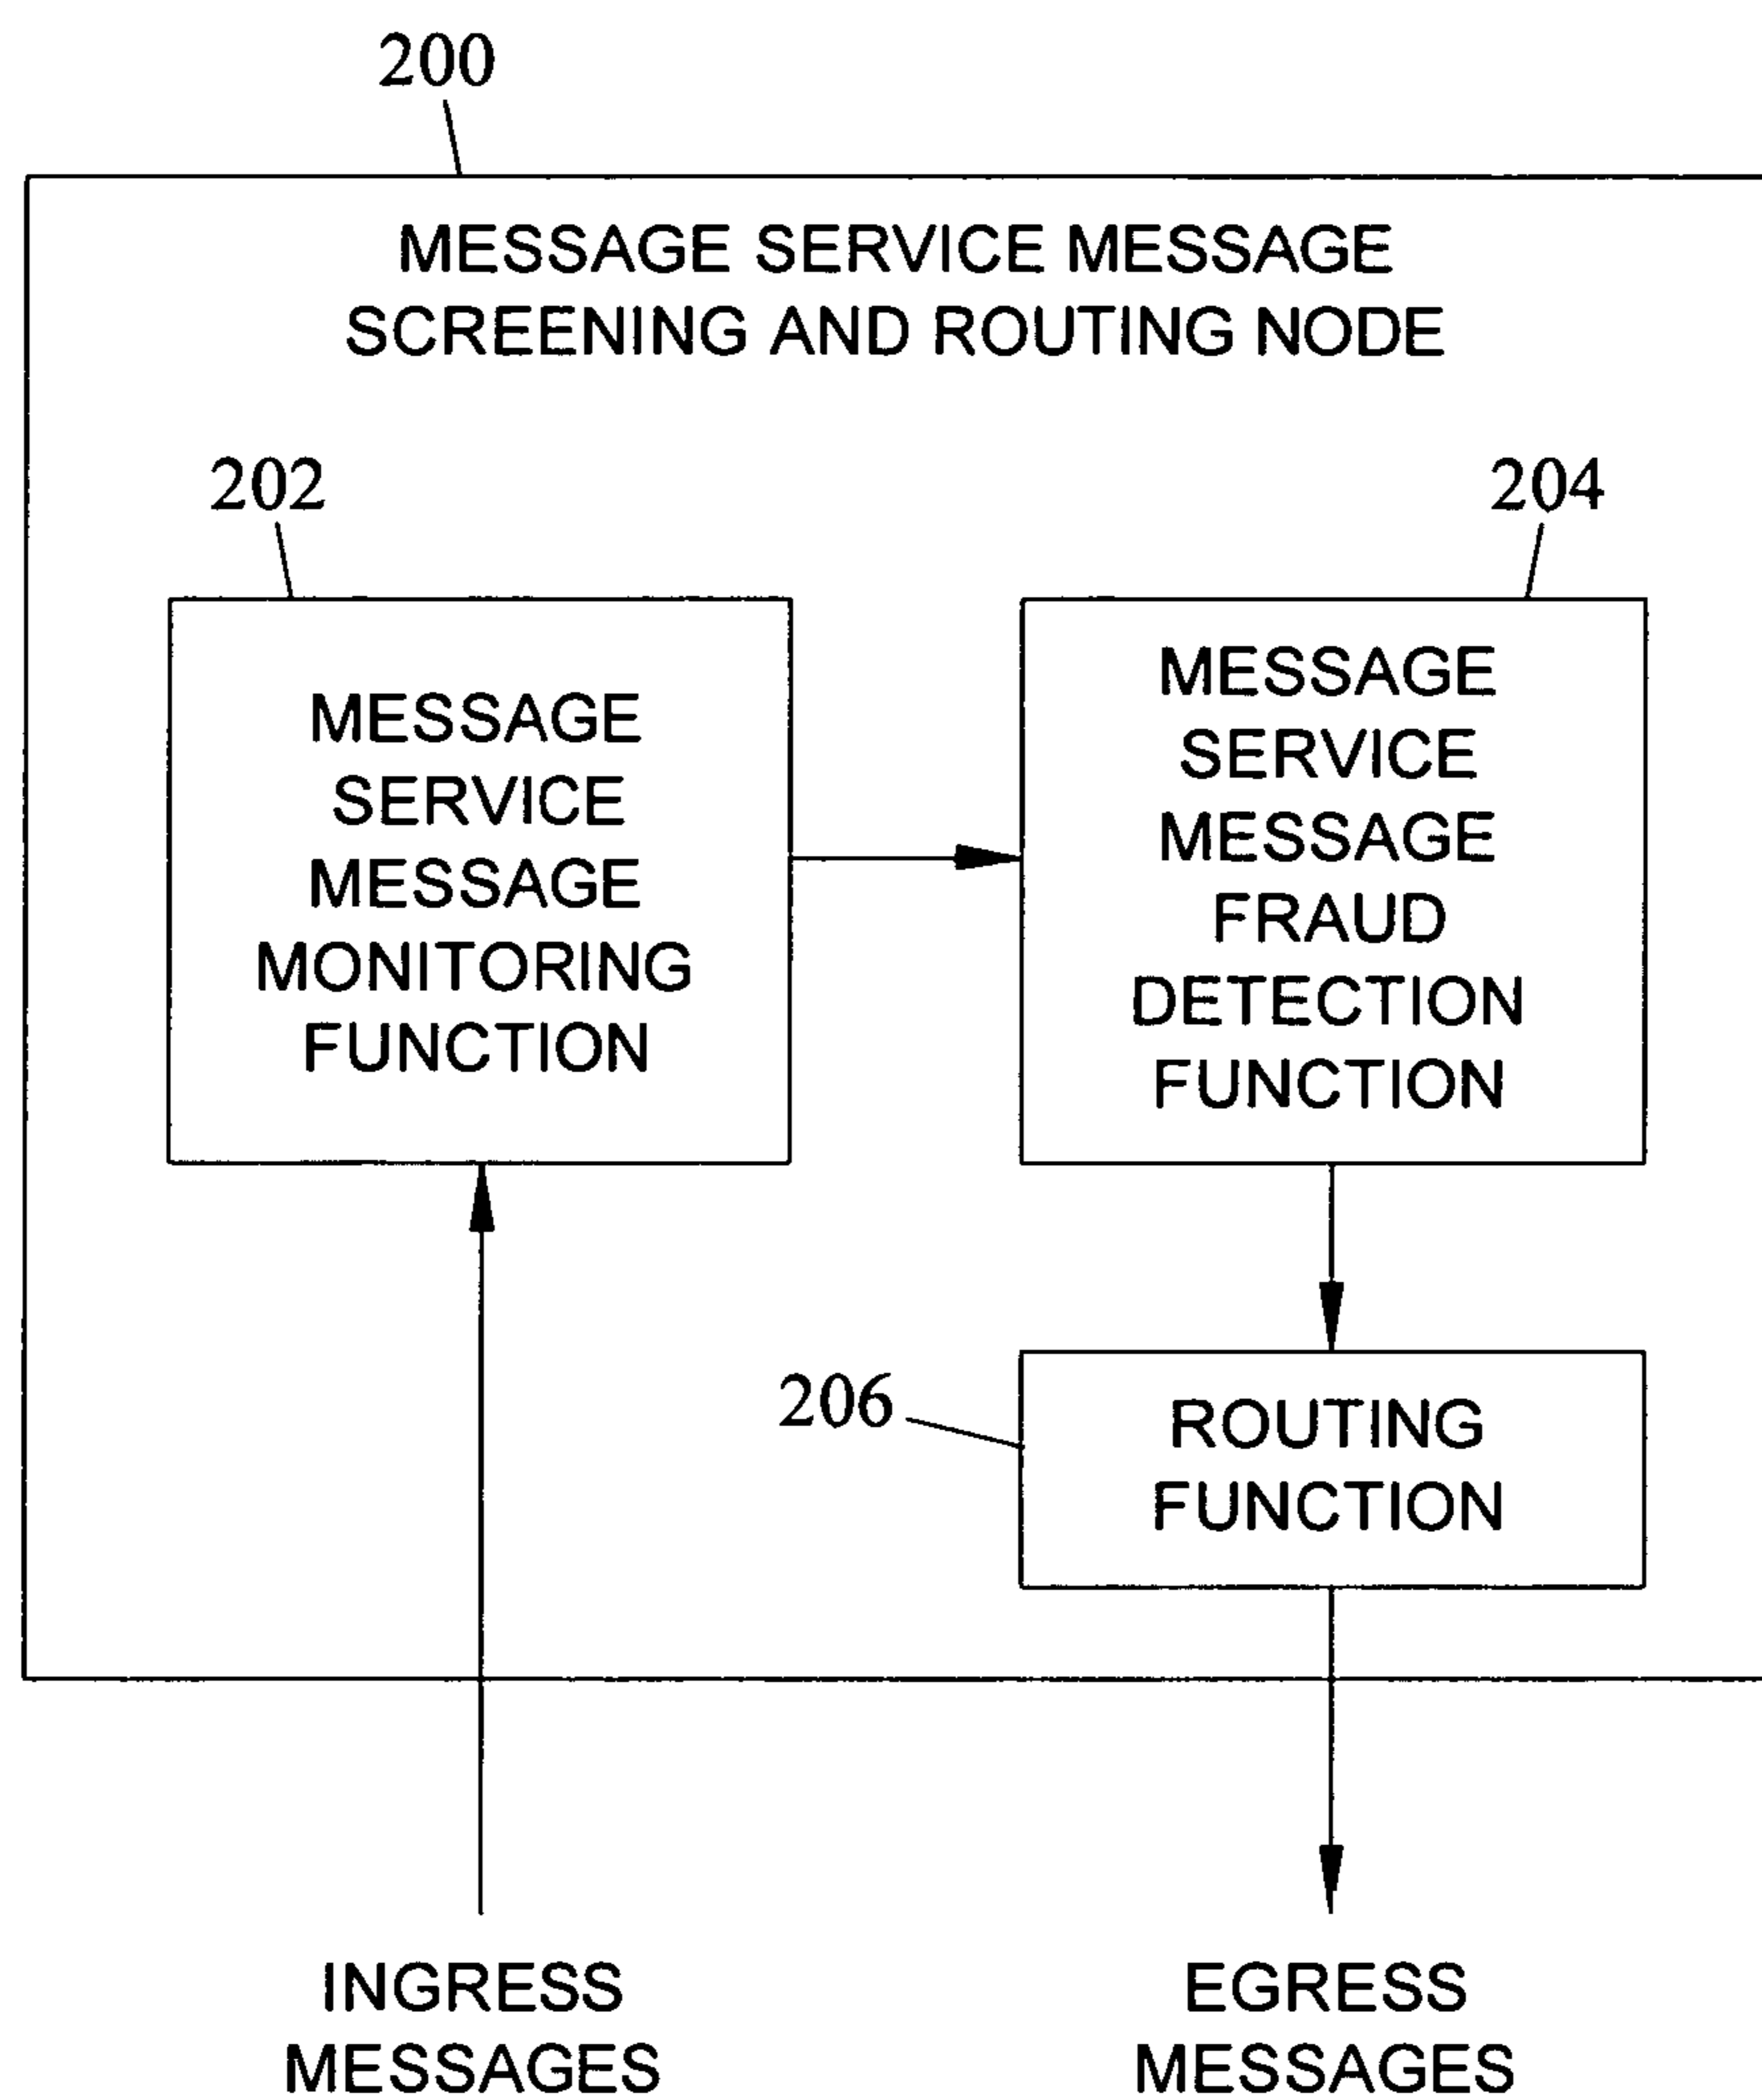 200
MESSAGE SERVICE MESSAGE
SCREENING AND ROUTING NODE
202
204
MESSAGE
SERVICE
MESSAGE
MONITORING
FUNCTION
MESSAGE
SERVICE
MESSAGE
FRAUD
DETECTION
FUNCTION
206
ROUTING
FUNCTION
INGRESS
MESSAGES
EGRESS
MESSAGES